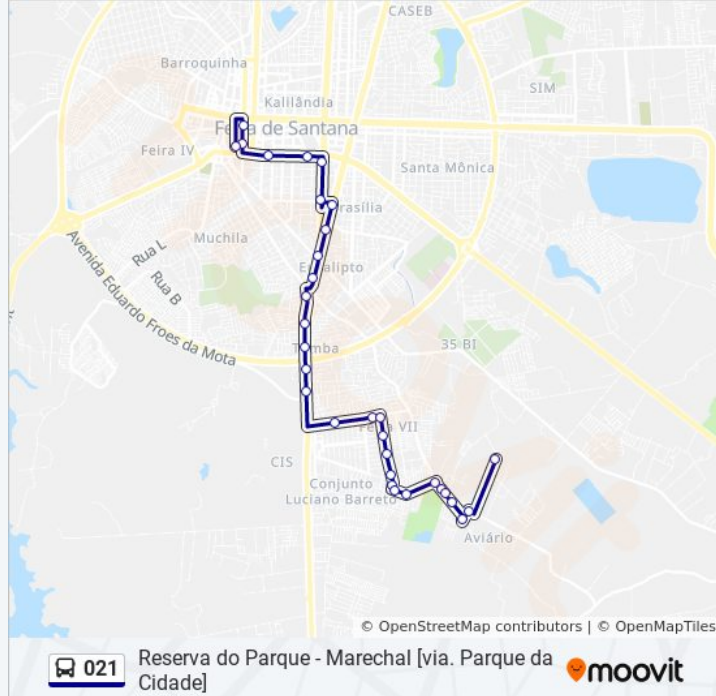 CASEB
Barroquinha
SIM
Kalilândia
Feira de Santana
Feira IV
Santa Mônica
Brasília
Muchila
Rua L
Eucalipto
Rua B
Avenida Eduardo Froes da Mota
35 BI
Tomba
Feira VII
CIS
Conjunto
Luciano Barreto
Aviário
© OpenStreetMap contributors | © OpenMapTiles
021
Reserva do Parque - Marechal [via. Parque da
Cidade]
moovit